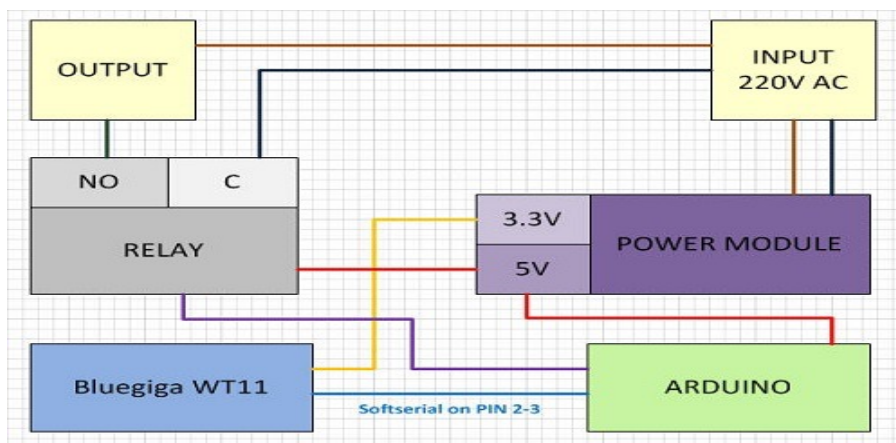 OUTPUT
INPUT
220V AC
NO
C
RELAY
3.3V
5V
POWER MODULE
Bluegiga WT11
Softserial on PIN 2-3
ARDUINO